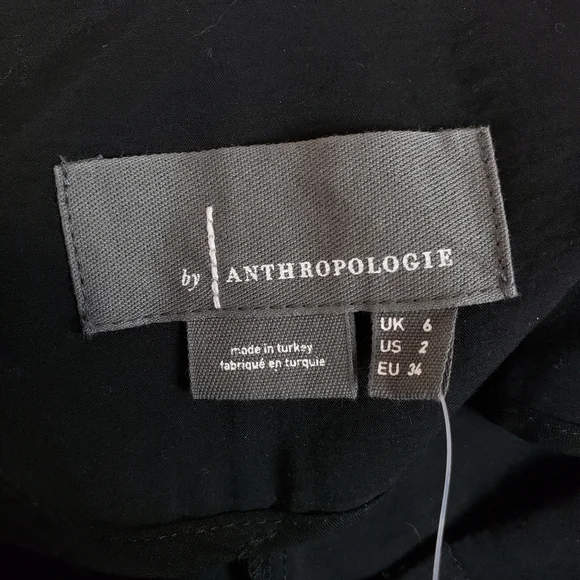 by ANTHROPOLOGIE
made in turkey
fabriqué en turquie
UK 6
US 2
EU 34